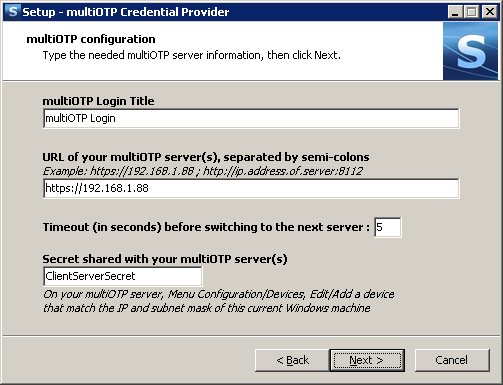 Setup - multiOTP Credential Provider
multiOTP configuration
Type the needed multiOTP server information, then click Next.
multiOTP Login Title
multiOTP Login
URL of your multiOTP server(s), separated by semi-colons
Example: https://192.168.1.88 ; http://ip.address.of.server:8112
https://192.168.1.88
Timeout (in seconds) before switching to the next server : 5
Secret shared with your multiOTP server(s)
ClientServerSecret
On your multiOTP server, Menu Configuration/Devices, Edit/Add a device
that match the IP and subnet mask of this current Windows machine
< Back Next > Cancel